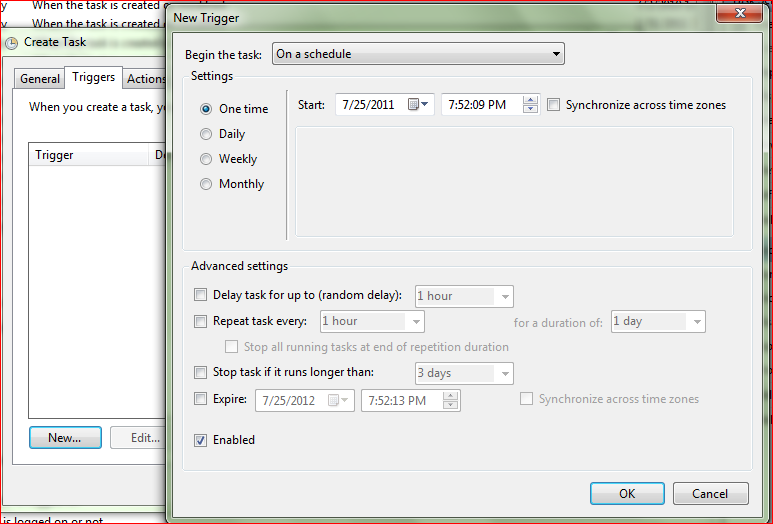 y When the task is created
y When the task is created
Create Task
General Triggers Actions
When you create a task, yo
Trigger De
New... Edit...
is logged on or not
New Trigger
Begin the task: On a schedule
Settings
One time
Daily
Weekly
Monthly
Start: 7/25/2011 7:52:09 PM Synchronize across time zones
Advanced settings
Delay task for up to (random delay): 1 hour
Repeat task every: 1 hour for a duration of: 1 day
Stop all running tasks at end of repetition duration
Stop task if it runs longer than: 3 days
Expire: 7/25/2012 7:52:13 PM Synchronize across time zones
Enabled
OK Cancel